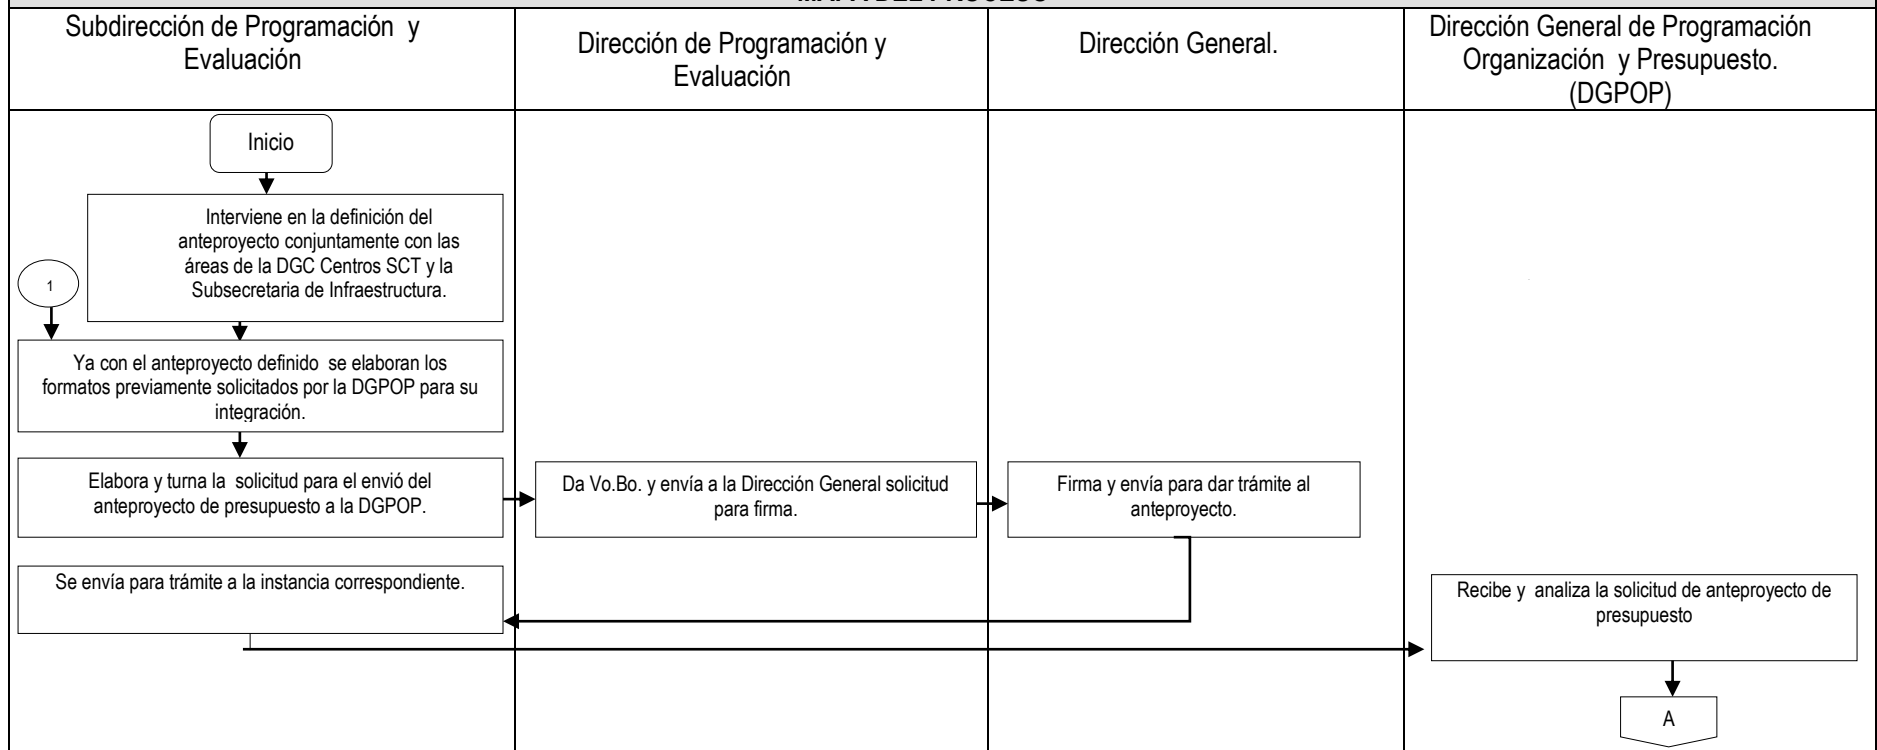 MAPA DEL PROCESO
Subdirección de Programación y
Evaluación
Dirección de Programación y
Evaluación
Dirección General.
Dirección General de Programación
Organización y Presupuesto.
(DGPOP)
Inicio
Interviene en la definición del
anteproyecto conjuntamente con las
áreas de la DGC Centros SCT y la
Subsecretaria de Infraestructura.
1
Ya con el anteproyecto definido se elaboran los
formatos previamente solicitados por la DGPOP para su
integración.
Elabora y turna la solicitud para el envió del
anteproyecto de presupuesto a la DGPOP.
Da Vo.Bo. y envía a la Dirección General solicitud
para firma.
Firma y envía para dar trámite al
anteproyecto.
Se envía para trámite a la instancia correspondiente.
Recibe y analiza la solicitud de anteproyecto de
presupuesto
A